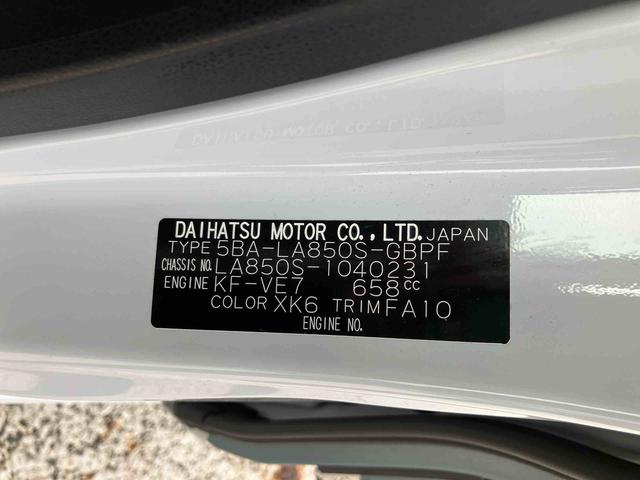 DAIHATSU MOTOR CO.,LTD. JAPAN
TYPE 5BA-LA850S-GBPF
CHASSIS NO. LA850S-1040231
ENGINE KF-VE7 658cc
COLOR XK6 TRIM FA10
ENGINE NO.